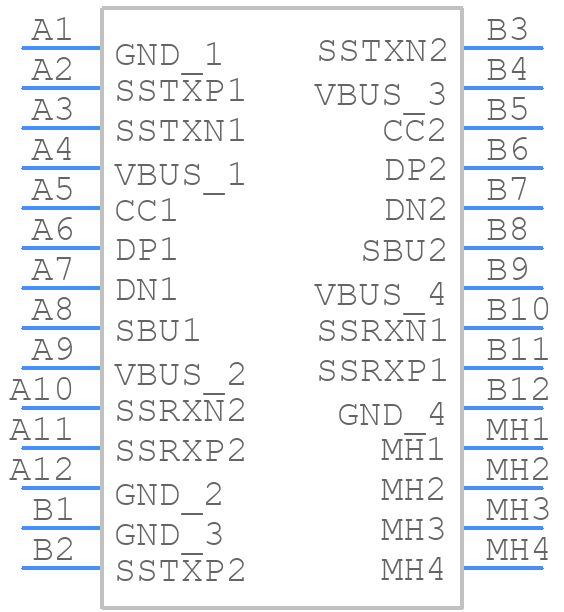 A1 GND_1 SSTXN2 B3
A2 SSTXP1 VBUS_3 B4
A3 SSTXN1 CC2 B5
A4 VBUS_1 DP2 B6
A5 CC1 DN2 B7
A6 DP1 SBU2 B8
A7 DN1 VBUS_4 B9
A8 SBU1 SSRXN1 B10
A9 VBUS_2 SSRXP1 B11
A10 SSRXN2 GND_4 B12
A11 SSRXP2 MH1 MH1
A12 GND_2 MH2 MH2
B1 GND_3 MH3 MH3
B2 SSTXP2 MH4 MH4